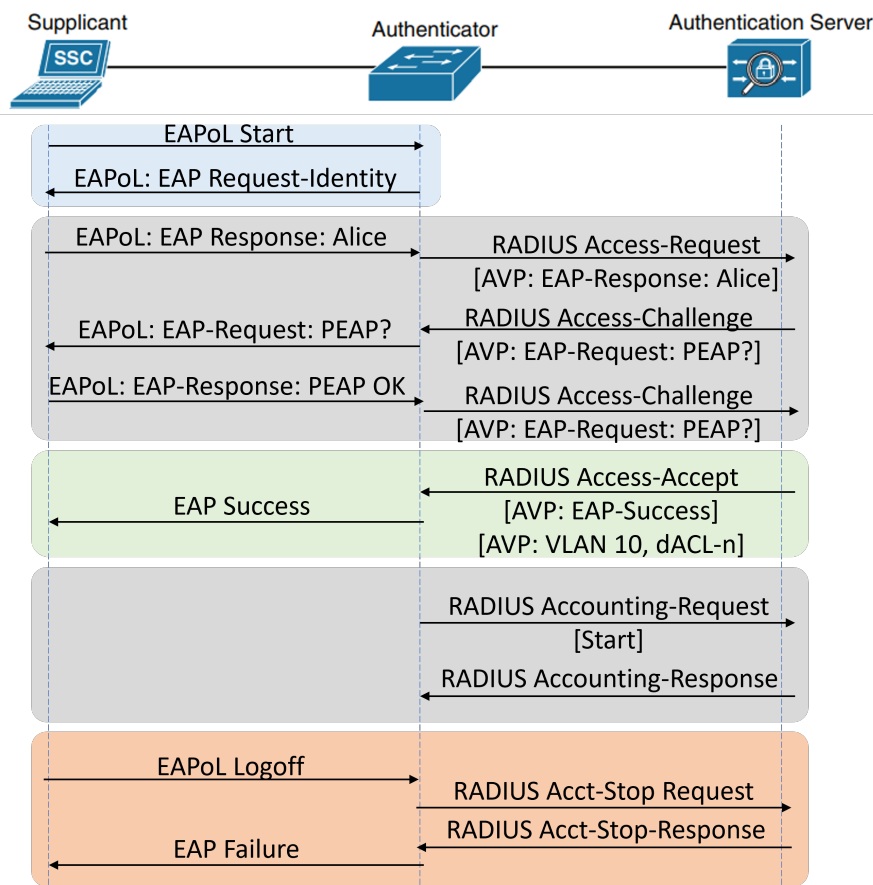 Supplicant
Authenticator
Authentication Server
SSC
EAPoL Start
EAPoL: EAP Request-Identity
EAPoL: EAP Response: Alice
RADIUS Access-Request
[AVP: EAP-Response: Alice]
RADIUS Access-Challenge
EAPoL: EAP-Request: PEAP?
[AVP: EAP-Request: PEAP?]
EAPoL: EAP-Response: PEAP OK
RADIUS Access-Challenge
[AVP: EAP-Request: PEAP?]
RADIUS Access-Accept
EAP Success
[AVP: EAP-Success]
[AVP: VLAN 10, dACL-n]
RADIUS Accounting-Request
[Start]
RADIUS Accounting-Response
EAPoL Logoff
RADIUS Acct-Stop Request
RADIUS Acct-Stop-Response
EAP Failure